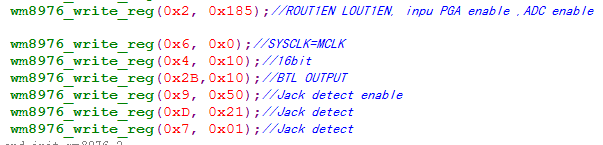 wm8976_write_reg(0x2, 0x185);//ROUT1EN LOUT1EN, inpu PGA enable ,ADC enable
wm8976_write_reg(0x6, 0x0);//SYSCLK=MCLK
wm8976_write_reg(0x4, 0x10);//16bit
wm8976_write_reg(0x2B,0x10);//BTL OUTPUT
wm8976_write_reg(0x9, 0x50);//Jack detect enable
wm8976_write_reg(0xD, 0x21);//Jack detect
wm8976_write_reg(0x7, 0x01);//Jack detect